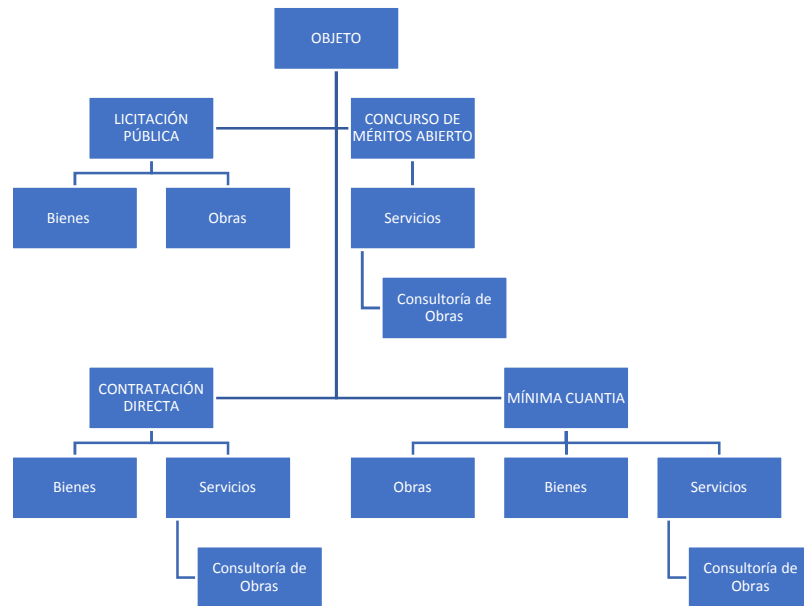 OBJETO
LICITACIÓN
PÚBLICA
CONCURSO DE
MÉRITOS ABIERTO
Bienes
Obras
Servicios
Consultoría de
Obras
CONTRATACIÓN
DIRECTA
MÍNIMA CUANTIA
Bienes
Servicios
Obras
Bienes
Servicios
Consultoría de
Obras
Consultoría de
Obras